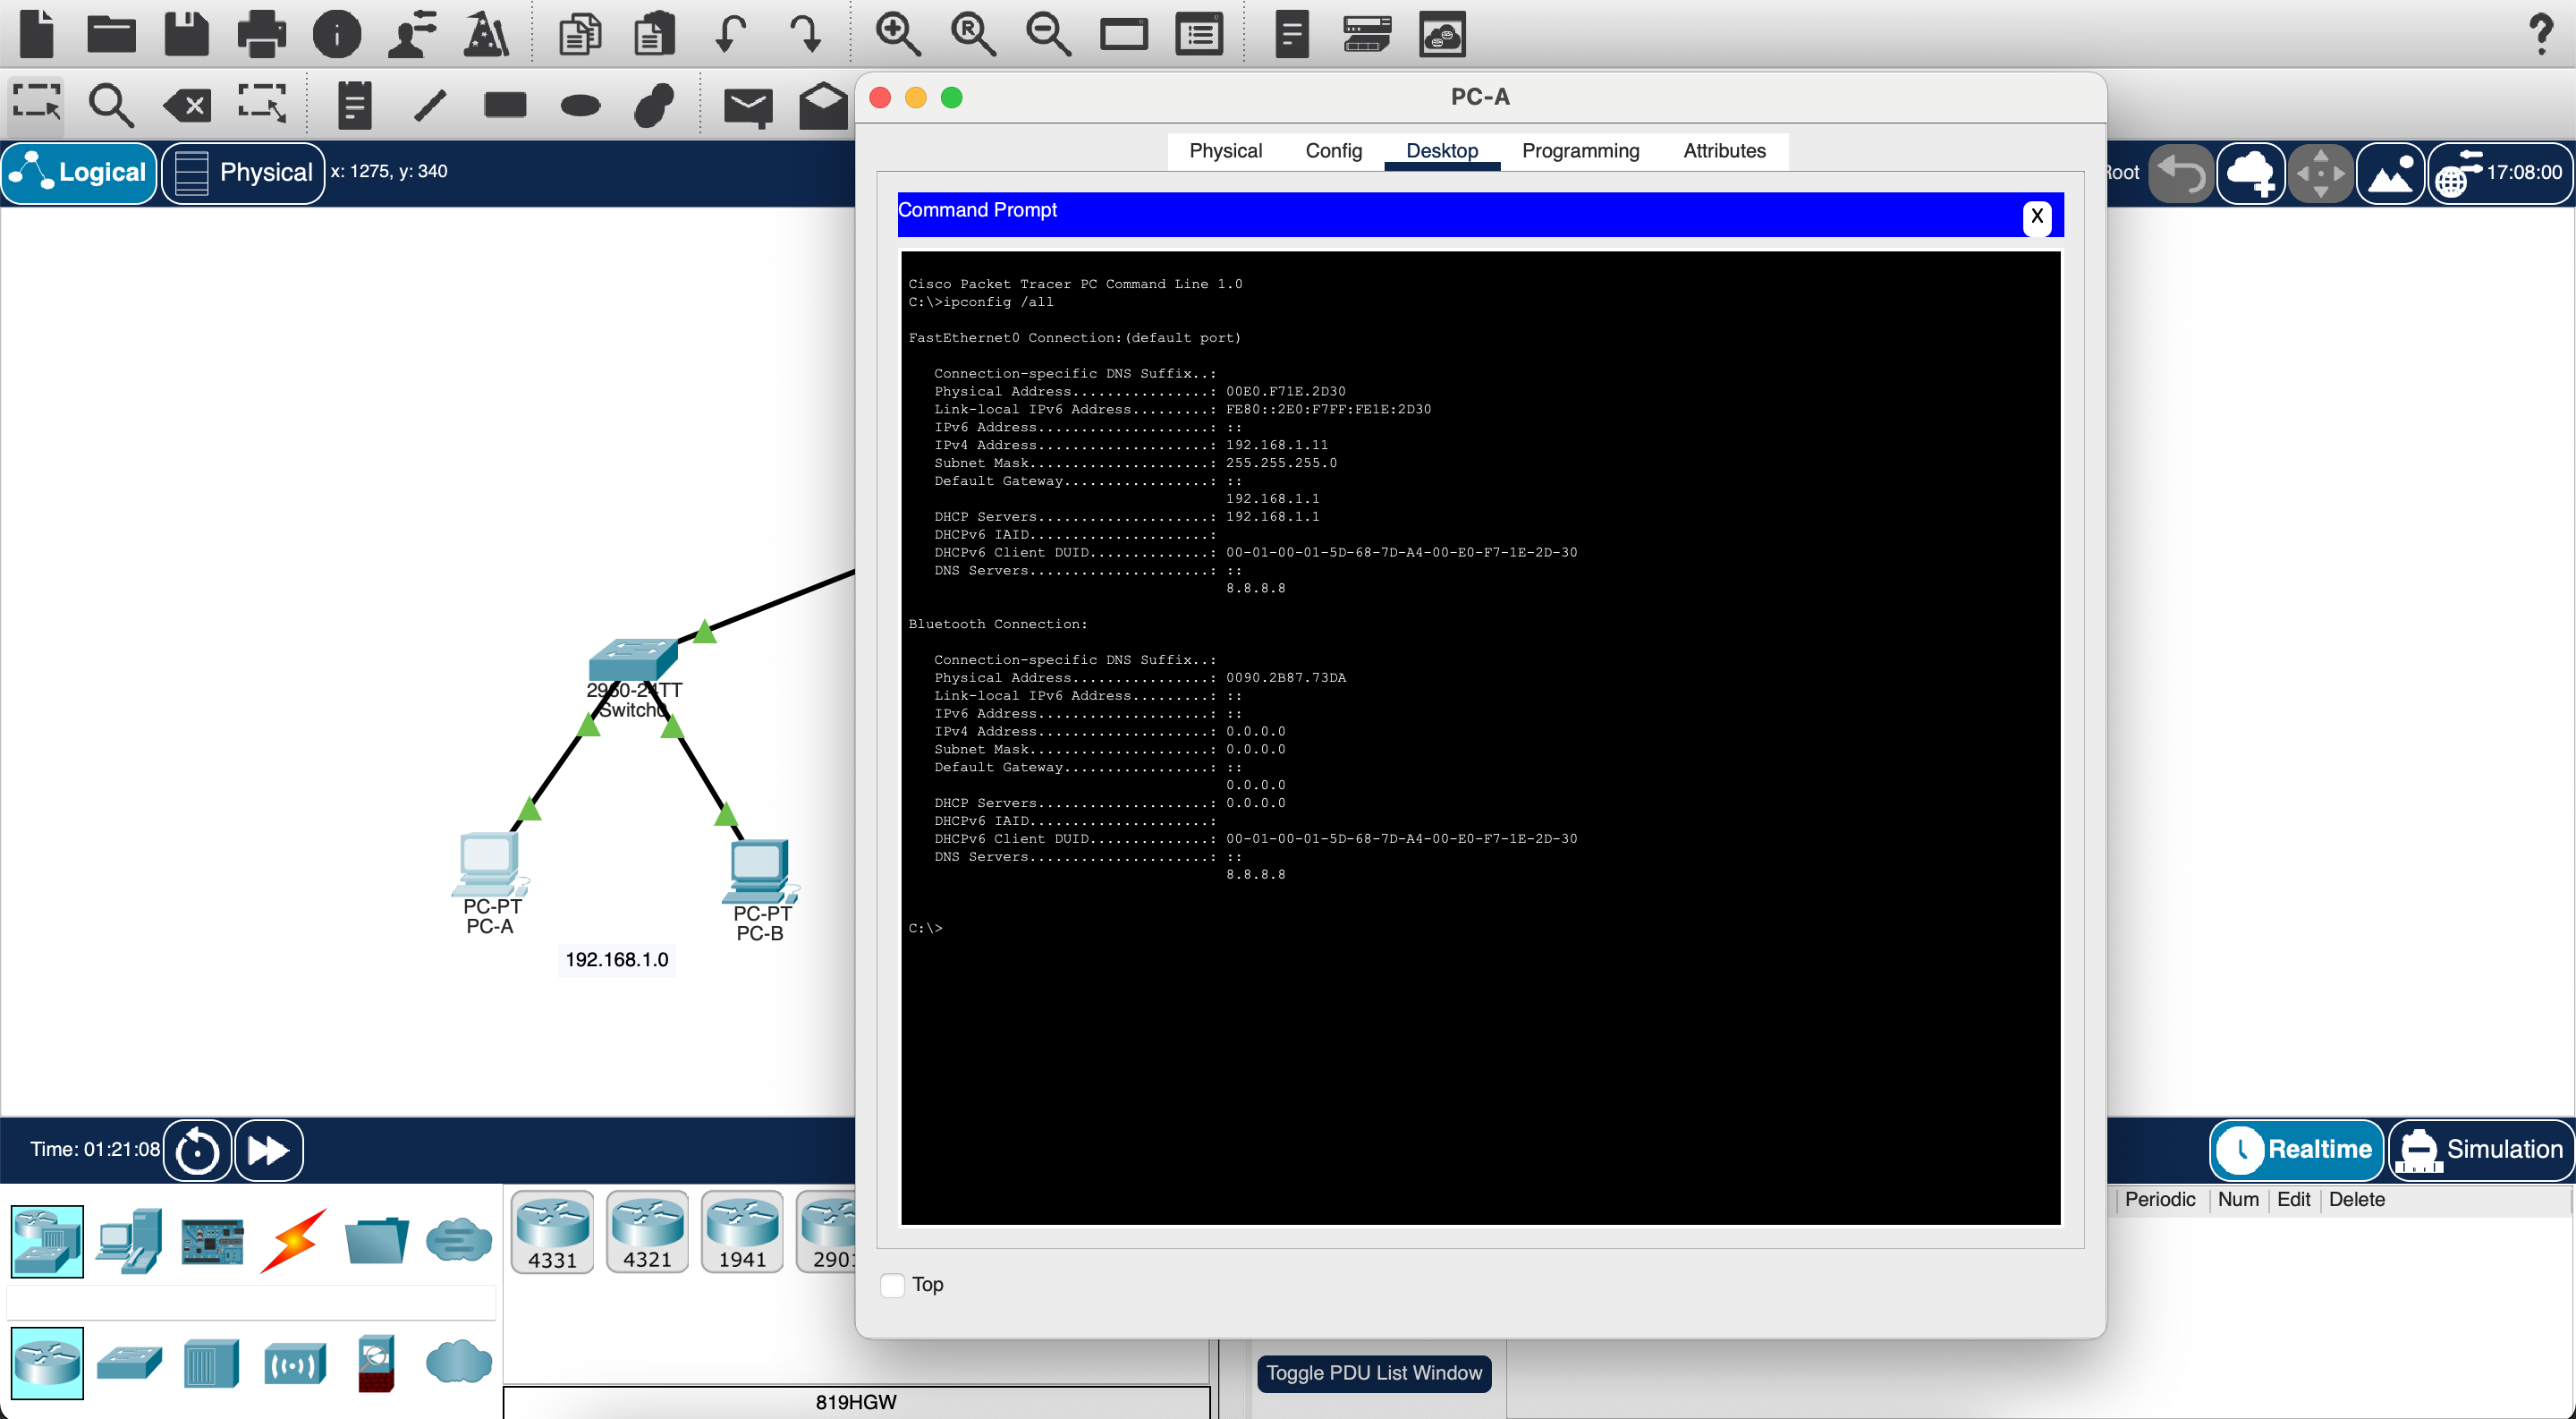 PC-A
Physical Config Desktop Programming Attributes
Logical
Physical
x: 1275, y: 340
17:08:00
Command Prompt
X
Cisco Packet Tracer PC Command Line 1.0
C:\>ipconfig /all
FastEthernet0 Connection:(default port)
Connection-specific DNS Suffix..:
Physical Address................: 00E0.F71E.2D30
Link-local IPv6 Address.........: FE80::2E0:F7FF:FE1E:2D30
IPv6 Address....................: ::
IPv4 Address....................: 192.168.1.11
Subnet Mask.....................: 255.255.255.0
Default Gateway.................: ::
192.168.1.1
DHCP Servers....................: 192.168.1.1
DHCPv6 IAID.....................:
DHCPv6 Client DUID..............: 00-01-00-01-5D-68-7D-A4-00-E0-F7-1E-2D-30
DNS Servers.....................: ::
8.8.8.8
Bluetooth Connection:
Connection-specific DNS Suffix..:
Physical Address................: 0090.2B87.73DA
Link-local IPv6 Address.........: ::
IPv6 Address....................: ::
IPv4 Address....................: 0.0.0.0
Subnet Mask.....................: 0.0.0.0
Default Gateway.................: ::
0.0.0.0
DHCP Servers....................: 0.0.0.0
DHCPv6 IAID.....................:
DHCPv6 Client DUID..............: 00-01-00-01-5D-68-7D-A4-00-E0-F7-1E-2D-30
DNS Servers.....................: ::
8.8.8.8
C:\>
2960-24TT
Switch0
PC-PT
PC-A
PC-PT
PC-B
192.168.1.0
Time: 01:21:08
Realtime
Simulation
Periodic Num Edit Delete
4331
4321
1941
Top
Toggle PDU List Window
819HGW